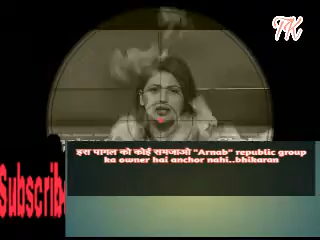 TK
इस पागल को कोई समजाओ "Arnab" republic group
ka owner hai anchor nahi..bhikaran
Subscrib